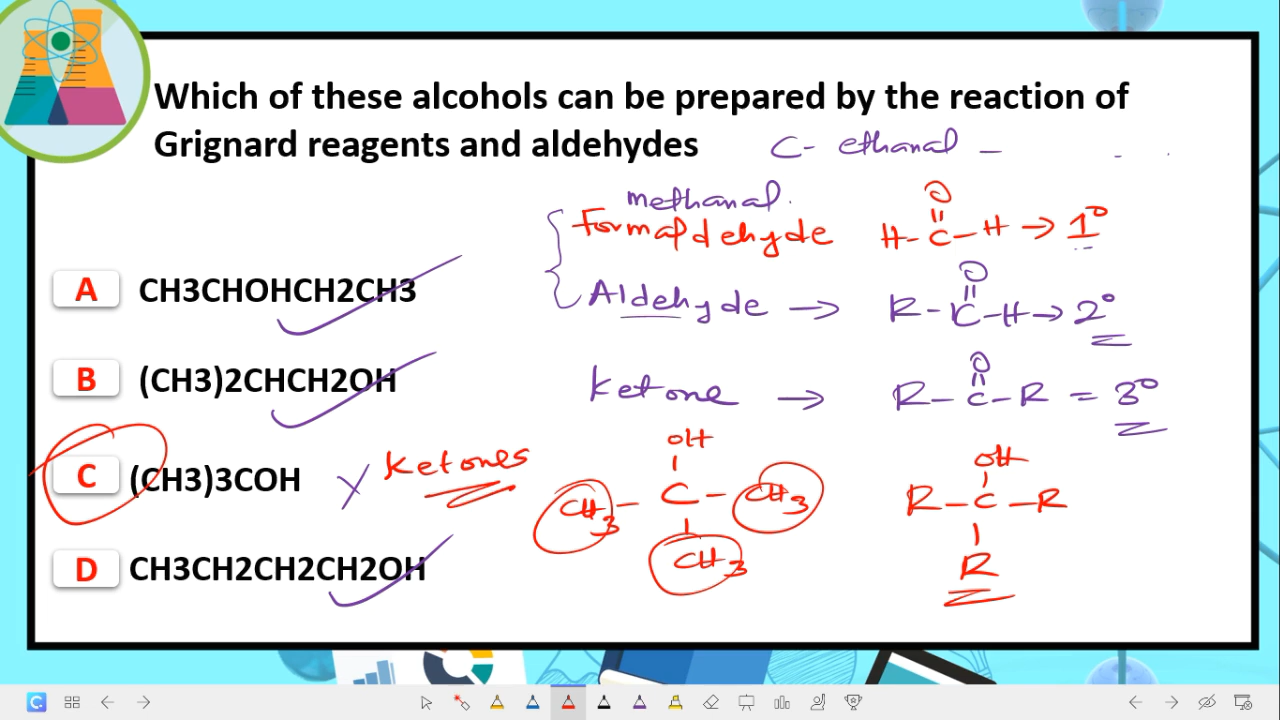 Which of these alcohols can be prepared by the reaction of
Grignard reagents and aldehydes
C- ethanal -
methanal.
Formaldehyde H-C-H → 1°
O
A CH3CHOHCH2CH3
Aldehyde → R-C-H → 2°
O
B (CH3)2CHCH2OH
Ketone → R-C-R = 3°
O
C (CH3)3COH X Ketones
OH
CH3 - C - CH3
CH3
OH
R-C-R
R
D CH3CH2CH2CH2OH
C